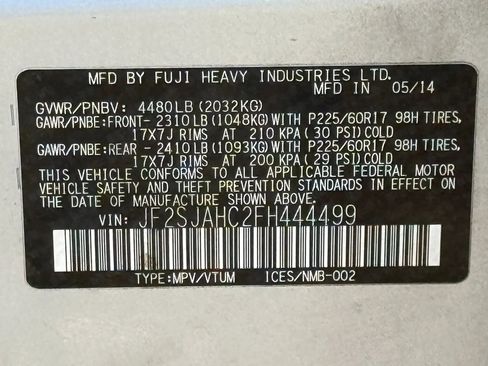 MFD BY FUJI HEAVY INDUSTRIES LTD.
MFD IN 05/14
GVWR/PNBV: 4480LB(2032KG)
GAWR/PNBE:FRONT-2310LB(1048KG)WITH P225/60R17 98H TIRES,
17X7J RIMS AT 210 KPA(30 PSI)COLD
GAWR/PNBE:REAR -2410LB(1093KG)WITH P225/60R17 98H TIRES,
17X7J RIMS AT 200 KPA(29 PSI)COLD
THIS VEHICLE CONFORMS TO ALL APPLICABLE FEDERAL MOTOR
VEHICLE SAFETY AND THEFT PREVENTION STANDARDS IN EFFECT ON
THE DATE OF MANUFACTURE SHOWN ABOVE.
VIN: JF2SJAHC2FH444499
TYPE:MPV/VTUM ICES/NMB-002